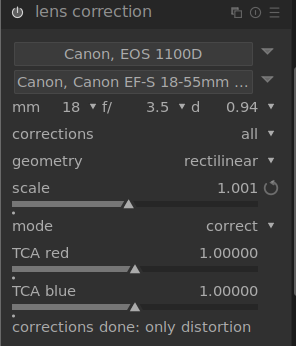 lens correction
Canon, EOS 1100D
Canon, Canon EF-S 18-55mm ...
mm 18 f/ 3.5 d 0.94
corrections all
geometry rectilinear
scale 1.001
mode correct
TCA red 1.00000
TCA blue 1.00000
corrections done: only distortion